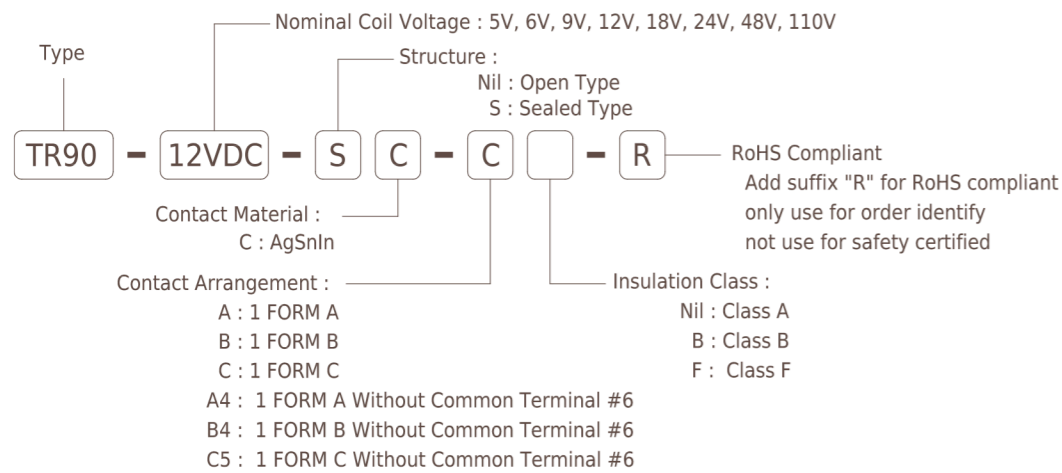 Nominal Coil Voltage : 5V, 6V, 9V, 12V, 18V, 24V, 48V, 110V
Type
Structure :
Nil : Open Type
S : Sealed Type
TR90 - 12VDC - S C - C - R
RoHS Compliant
Add suffix "R" for RoHS compliant
only use for order identify
not use for safety certified
Contact Material :
C : AgSnIn
Contact Arrangement :
A : 1 FORM A
B : 1 FORM B
C : 1 FORM C
A4 : 1 FORM A Without Common Terminal #6
B4 : 1 FORM B Without Common Terminal #6
C5 : 1 FORM C Without Common Terminal #6
Insulation Class :
Nil : Class A
B : Class B
F : Class F